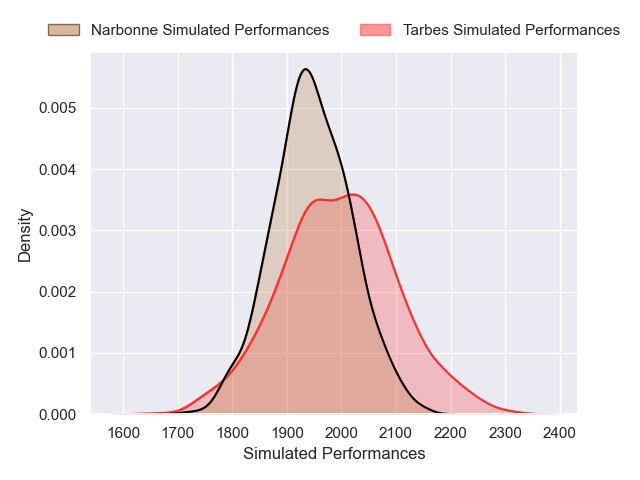 Narbonne Simulated Performances
Tarbes Simulated Performances
0.005
0.004
0.003
0.002
0.001
0.000
Density
1600 1700 1800 1900 2000 2100 2200 2300 2400
Simulated Performances